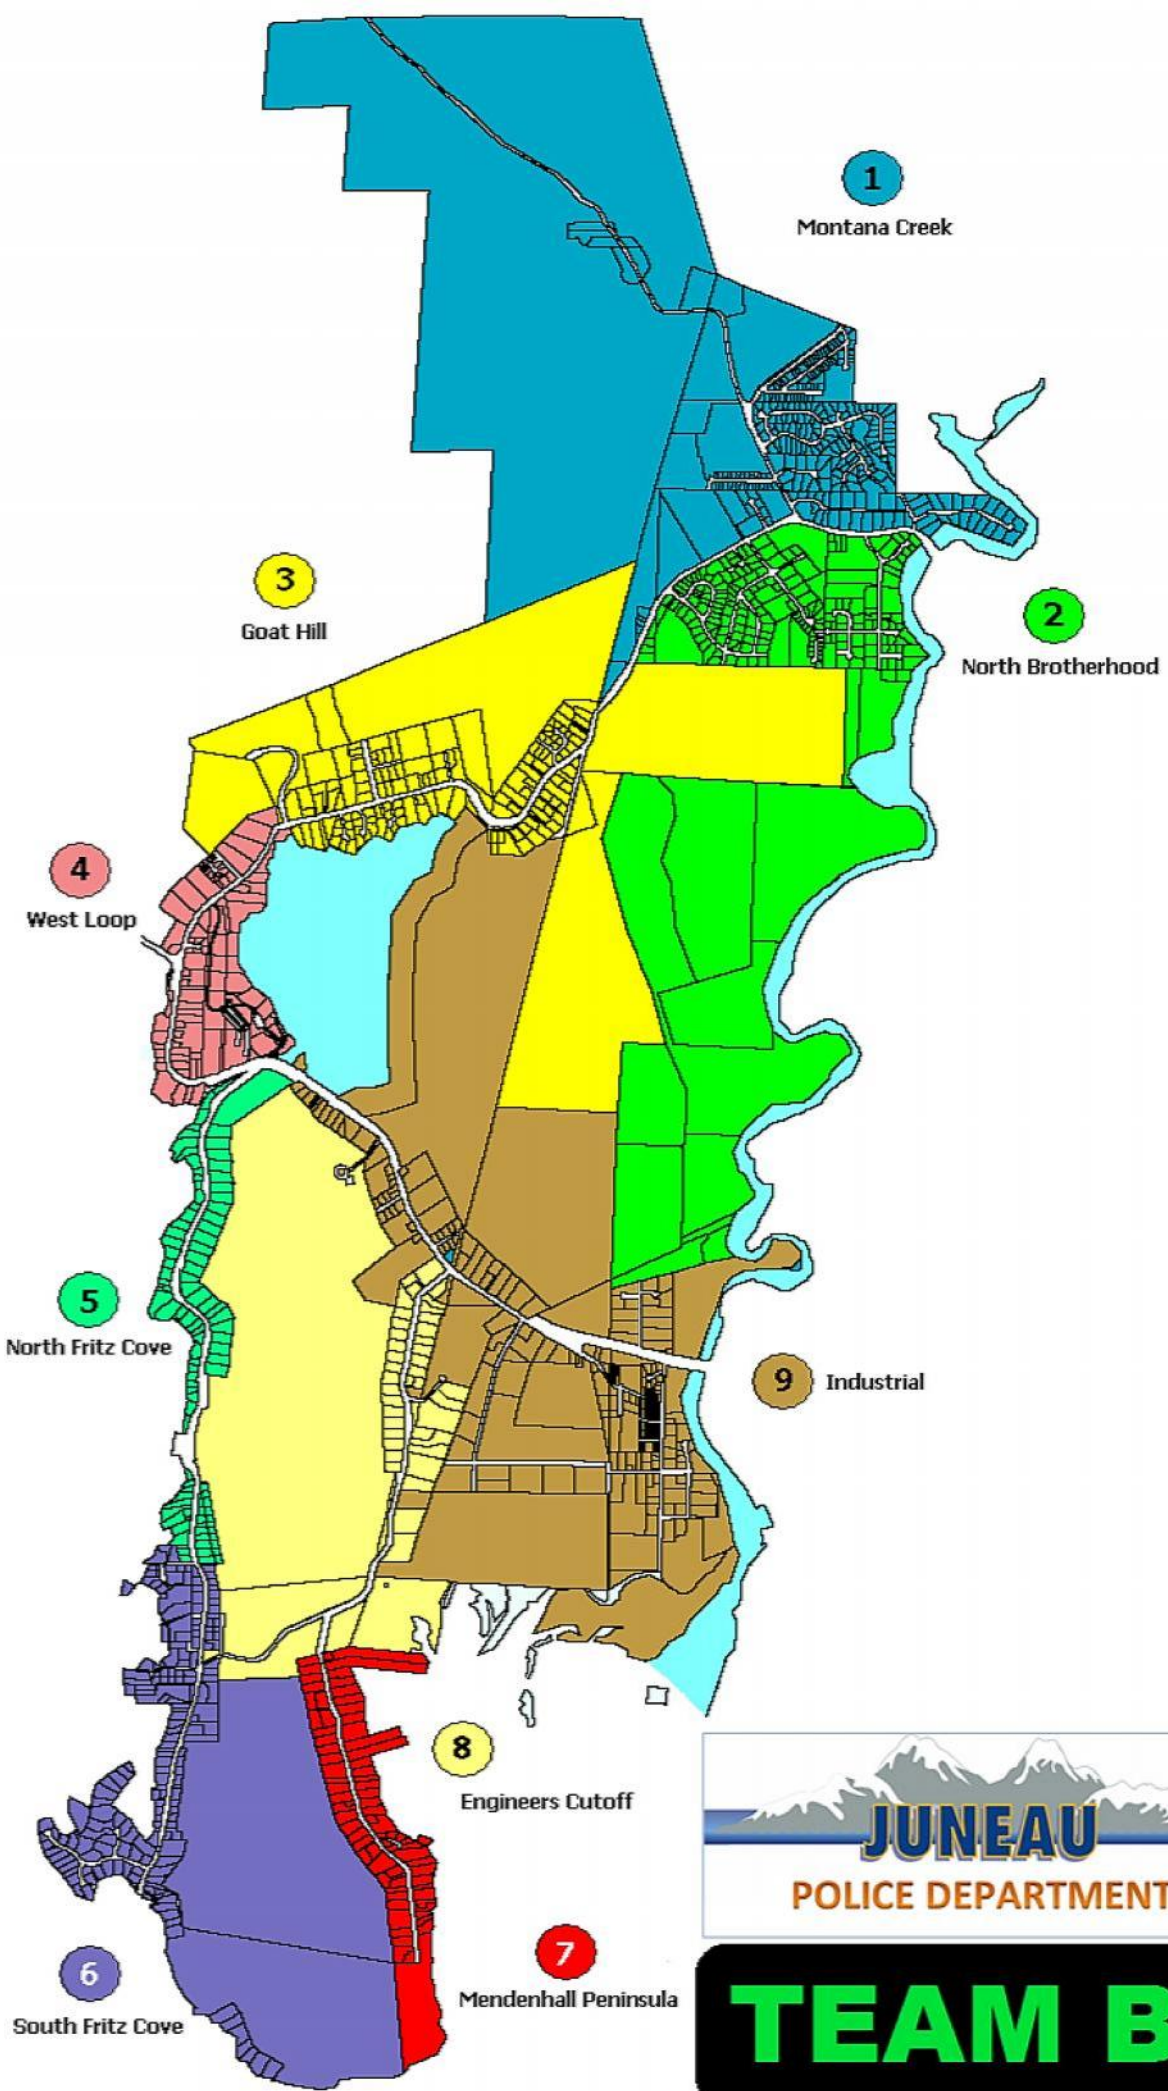 1
Montana Creek
3
Goat Hill
2
North Brotherhood
4
West Loop
5
North Fritz Cove
9 Industrial
8
Engineers Cutoff
JUNEAU
POLICE DEPARTMENT
7
Mendenhall Peninsula
6
South Fritz Cove
TEAM B